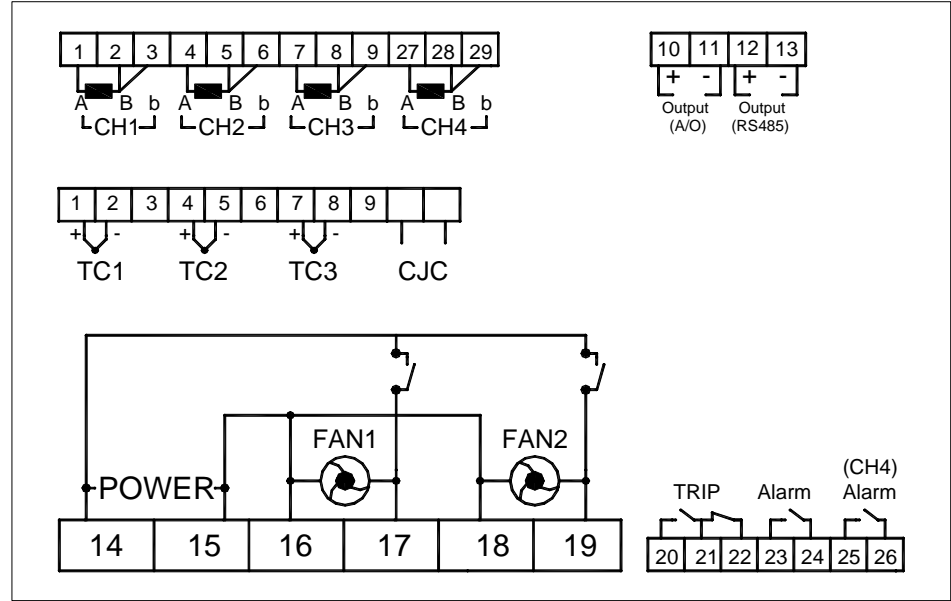 1 2 3 4 5 6 7 8 9 27 28 29
A B b A B b A B b A B b
CH1 CH2 CH3 CH4
10 11 12 13
+ - + -
Output Output
(A/O) (RS485)
1 2 3 4 5 6 7 8 9
+ - + - + -
TC1 TC2 TC3 CJC
FAN1 FAN2
POWER
14 15 16 17 18 19
(CH4)
TRIP Alarm Alarm
20 21 22 23 24 25 26